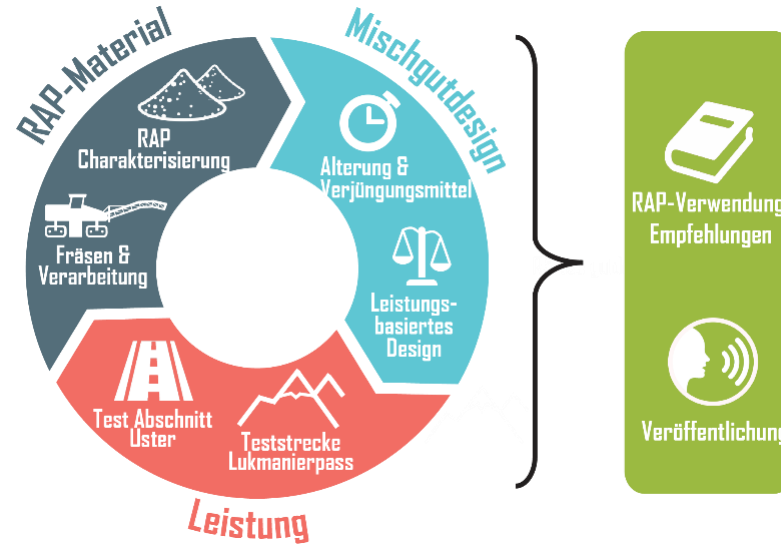 RAP-Material
RAP
Charakterisierung
Fräsen &
Verarbeitung
Mischgutdesign
Alterung &
Verjüngungsmittel
Leistungs-
basiertes
Design
Test Abschnitt
Uster
Teststrecke
Lukmanierpass
Leistung
RAP-Verwendung
Empfehlungen
Veröffentlichung